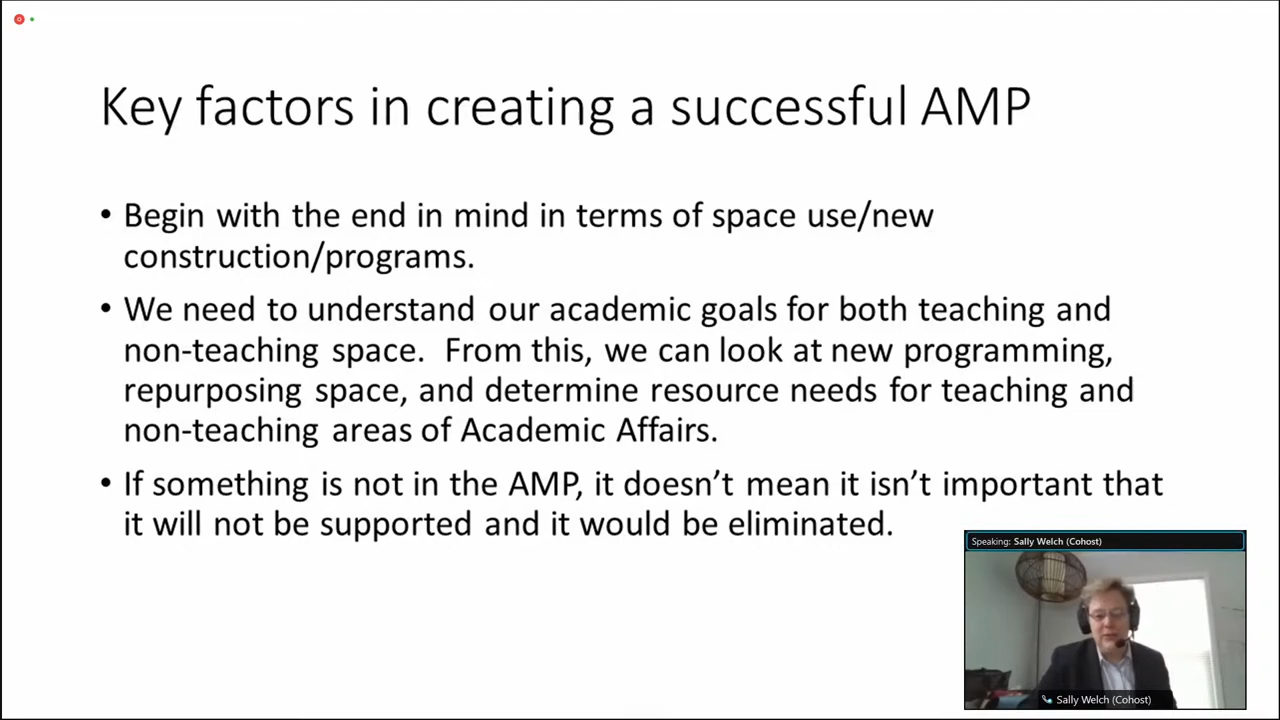 Key factors in creating a successful AMP
• Begin with the end in mind in terms of space use/new
construction/programs.
• We need to understand our academic goals for both teaching and
non-teaching space.  From this, we can look at new programming,
repurposing space, and determine resource needs for teaching and
non-teaching areas of Academic Affairs.
• If something is not in the AMP, it doesn’t mean it isn’t important that
it will not be supported and it would be eliminated.
Speaking: Sally Welch (Cohost)
Sally Welch (Cohost)